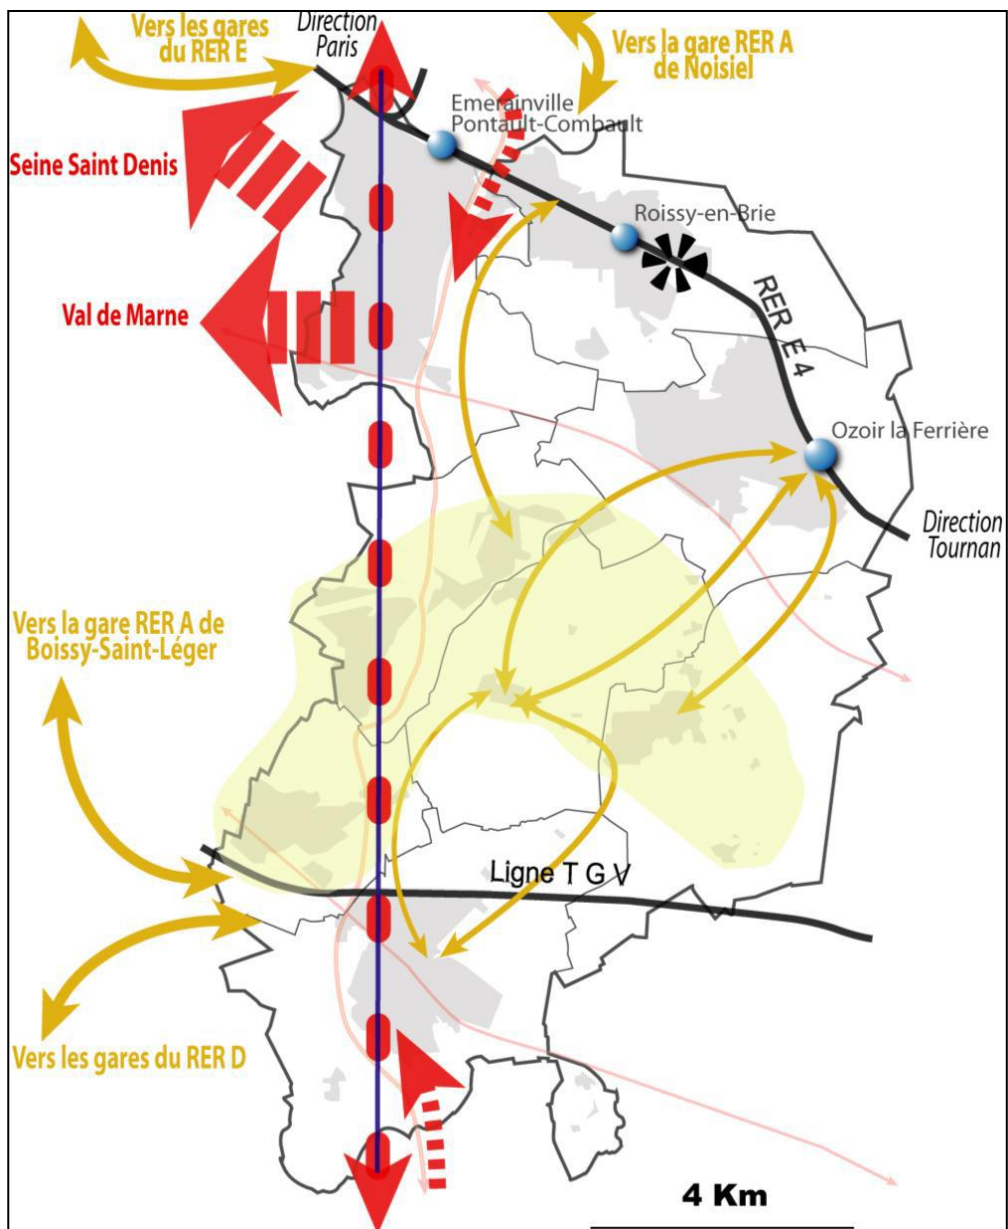 Vers les gares
du RER E
Direction
Paris
Vers la gare RER A
de Noisiel
Emerainville
Pontault-Combault
Seine Saint Denis
Roissy-en-Brie
Val de Marne
RER E 4
Ozoir la Ferrière
Direction
Tournan
Vers la gare RER A de
Boissy-Saint-Léger
Ligne T G V
Vers les gares du RER D
4 Km